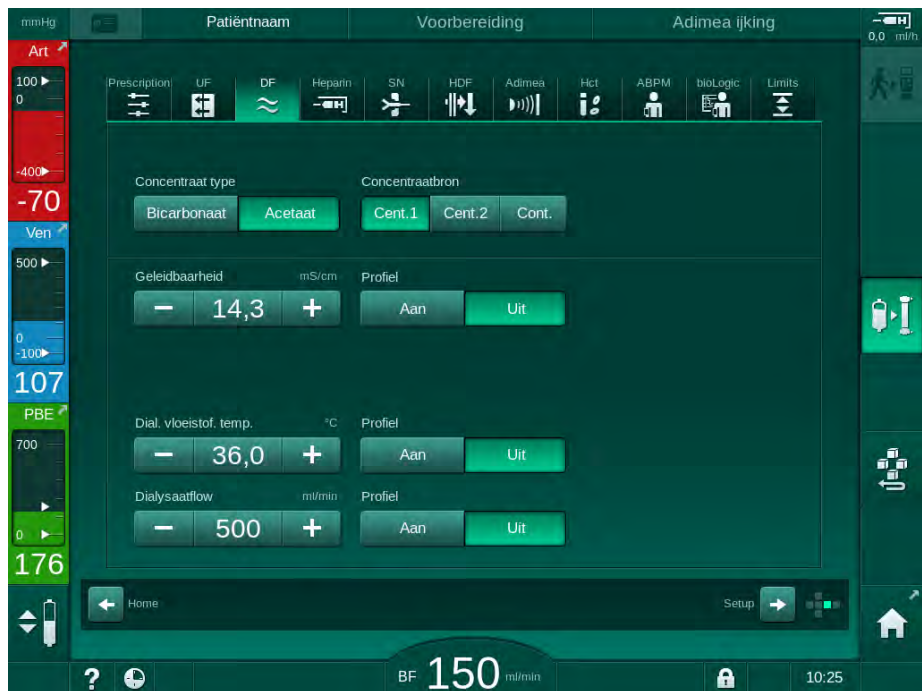 mmHg Patiëntnaam Voorbereiding Adimea ijking
0,0 ml/h
Art
100
0
-400
-70
Ven
500
0
-100
107
PBE
700
0
176
Prescription UF DF Heparin SN HDF Adimea Hct ABPM bioLogic Limits
Concentraat type Concentraatbron
Bicarbonaat Acetaat Cent.1 Cent.2 Cont.
Geleidbaarheid mS/cm Profiel
− 14,3 + Aan Uit
Dial. vloeistof. temp. °C Profiel
− 36,0 + Aan Uit
Dialysaatflow ml/min Profiel
− 500 + Aan Uit
Home Setup
? BF 150 ml/min 10:25